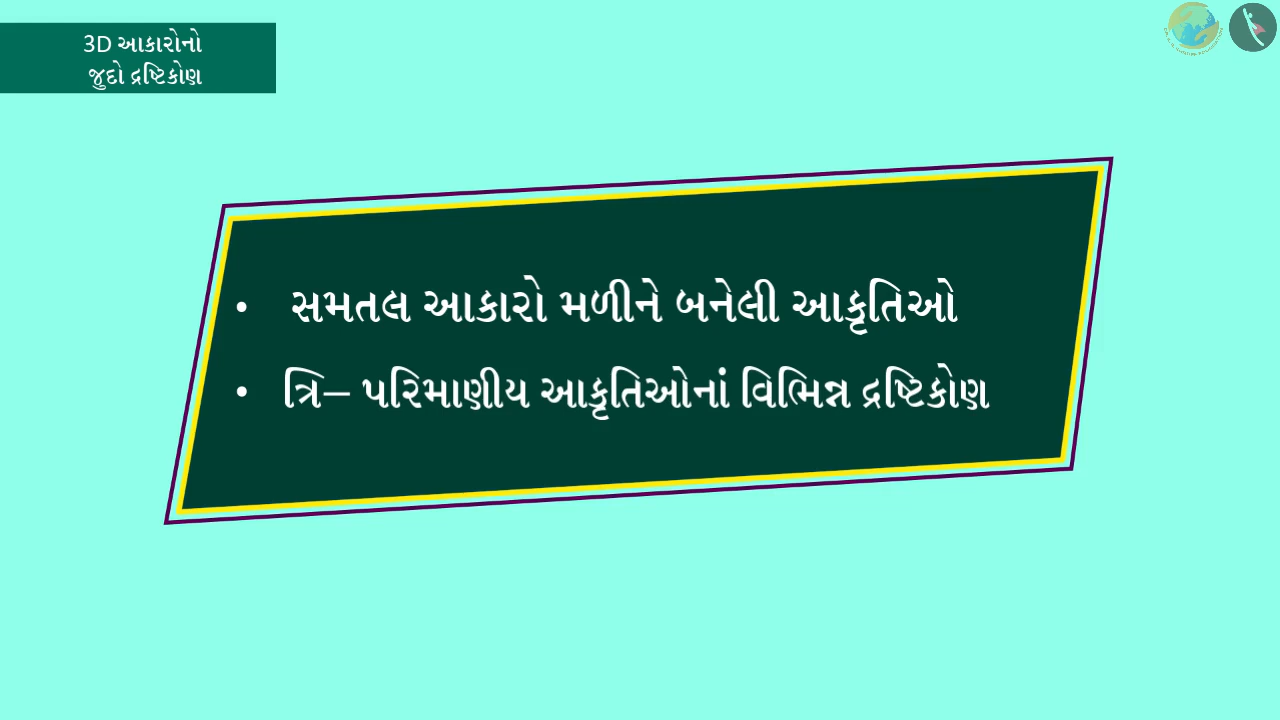 3D આકારોનો
જુદો દ્રષ્ટિકોણ
• સમતલ આકારો મળીને બનેલી આકૃતિઓ
• ત્રિ– પરિમાણીય આકૃતિઓનાં વિભિન્ન દ્રષ્ટિકોણ